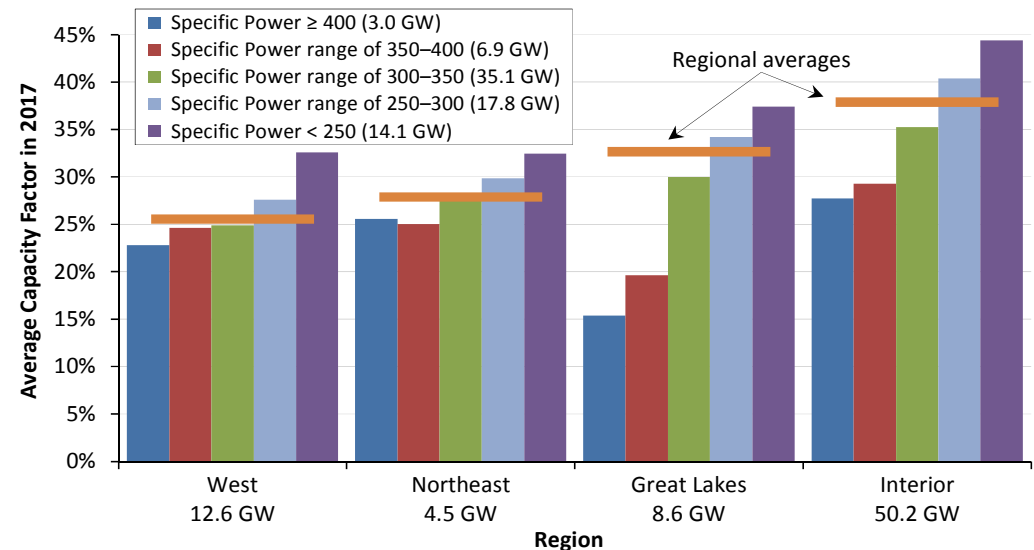 Specific Power ≥ 400 (3.0 GW)
Specific Power range of 350–400 (6.9 GW)
Specific Power range of 300–350 (35.1 GW)
Specific Power range of 250–300 (17.8 GW)
Specific Power < 250 (14.1 GW)
Regional averages
Average Capacity Factor in 2017
45%
40%
35%
30%
25%
20%
15%
10%
5%
0%
West Northeast Great Lakes Interior
12.6 GW 4.5 GW 8.6 GW 50.2 GW
Region